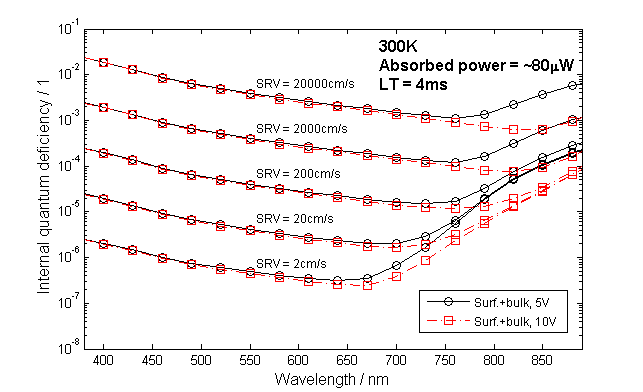 300K
Absorbed power = ~80μW
LT = 4ms
SRV = 20000cm/s
SRV = 2000cm/s
SRV = 200cm/s
SRV = 20cm/s
SRV = 2cm/s
Surf.+bulk, 5V
Surf.+bulk, 10V
Internal quantum deficiency / 1
10^-1
10^-2
10^-3
10^-4
10^-5
10^-6
10^-7
10^-8
400 450 500 550 600 650 700 750 800 850
Wavelength / nm